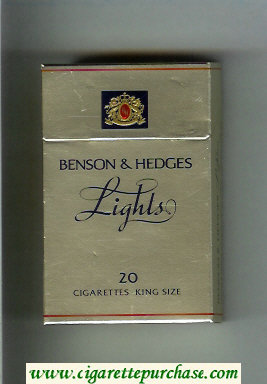 BENSON & HEDGES
Lights
20
CIGARETTES KING SIZE
www.cigarettepurchase.com